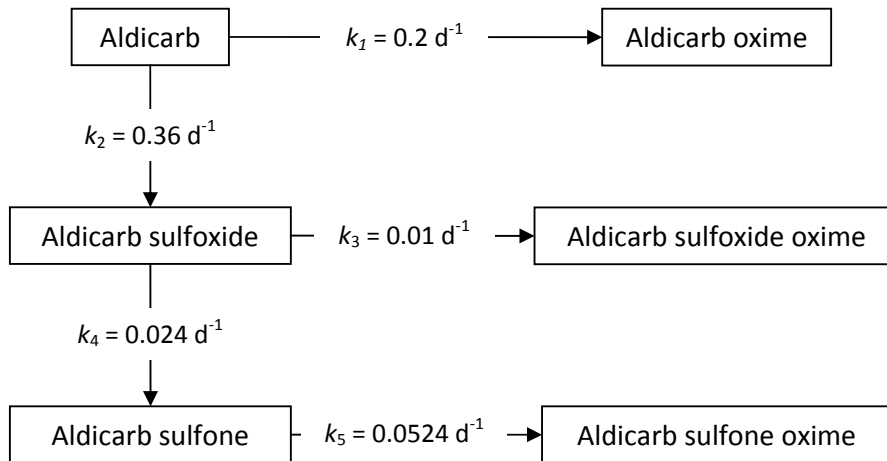 Aldicarb
k₁ = 0.2 d⁻¹
Aldicarb oxime
k₂ = 0.36 d⁻¹
Aldicarb sulfoxide
k₃ = 0.01 d⁻¹
Aldicarb sulfoxide oxime
k₄ = 0.024 d⁻¹
Aldicarb sulfone
k₅ = 0.0524 d⁻¹
Aldicarb sulfone oxime